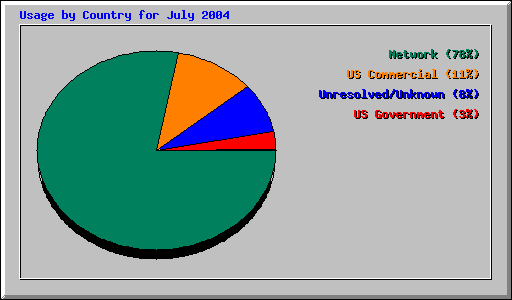 Usage by Country for July 2004
Network (78%)
US Commercial (11%)
Unresolved/Unknown (8%)
US Government (3%)